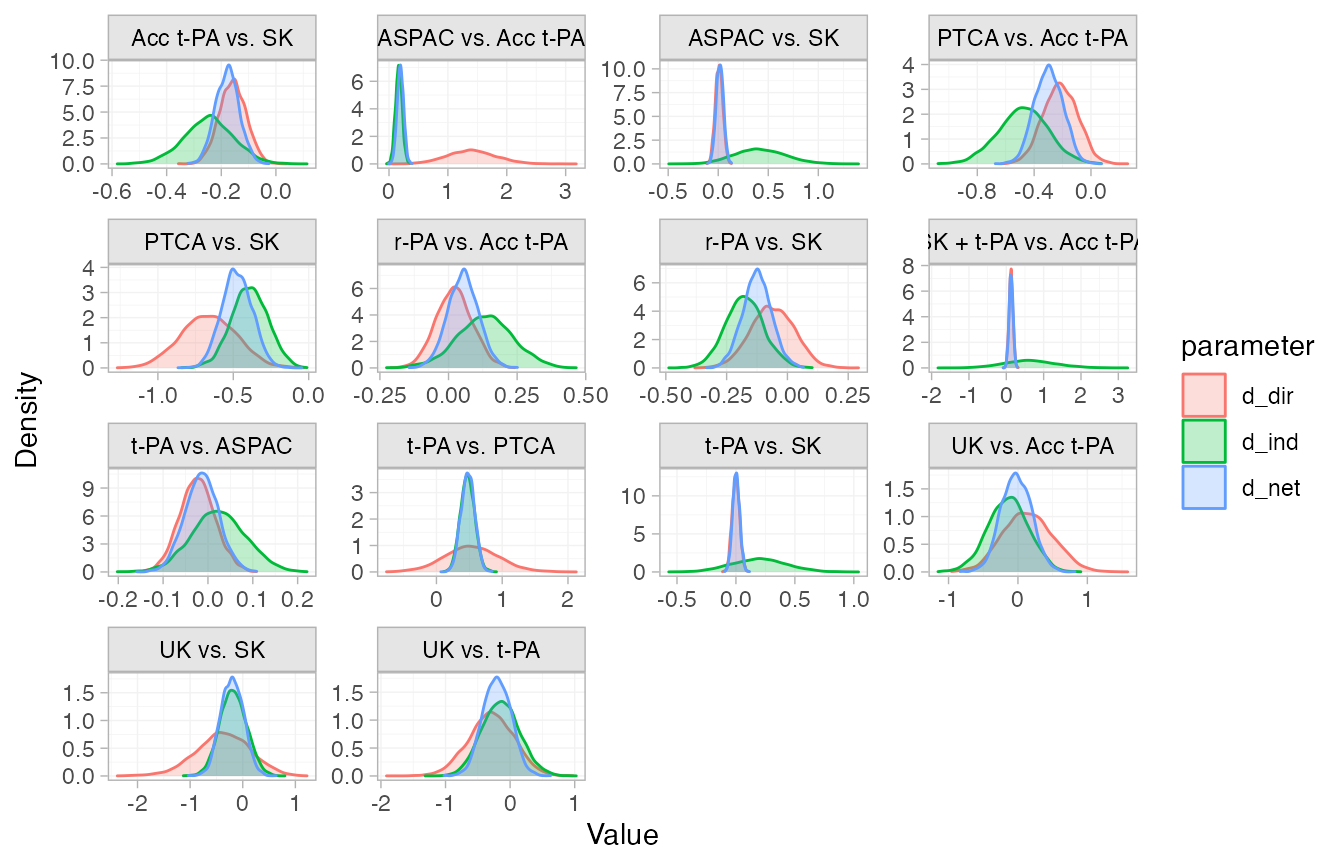 Acc t-PA vs. SK
ASPAC vs. Acc t-PA
ASPAC vs. SK
PTCA vs. Acc t-PA
10.0
7.5
5.0
2.5
0.0
6
4
2
0
10.0
7.5
5.0
2.5
0.0
4
3
2
1
0
-0.6 -0.4 -0.2 0.0
0 1 2 3
-0.5 0.0 0.5 1.0
-0.8 -0.4 0.0
PTCA vs. SK
r-PA vs. Acc t-PA
r-PA vs. SK
SK + t-PA vs. Acc t-PA
4
3
2
1
0
6
4
2
0
6
4
2
0
8
6
4
2
0
-1.0 -0.5 0.0
-0.25 0.00 0.25 0.50
-0.50 -0.25 0.00 0.25
-2 -1 0 1 2 3
t-PA vs. ASPAC
t-PA vs. PTCA
t-PA vs. SK
UK vs. Acc t-PA
9
6
3
0
3
2
1
0
10
5
0
1.5
1.0
0.5
0.0
-0.2 -0.1 0.0 0.1 0.2
0 1 2
-0.5 0.0 0.5 1.0
-1 0 1
UK vs. SK
UK vs. t-PA
1.5
1.0
0.5
0.0
1.5
1.0
0.5
0.0
-2 -1 0 1
-2 -1 0 1
Value
Density
parameter
d_dir
d_ind
d_net